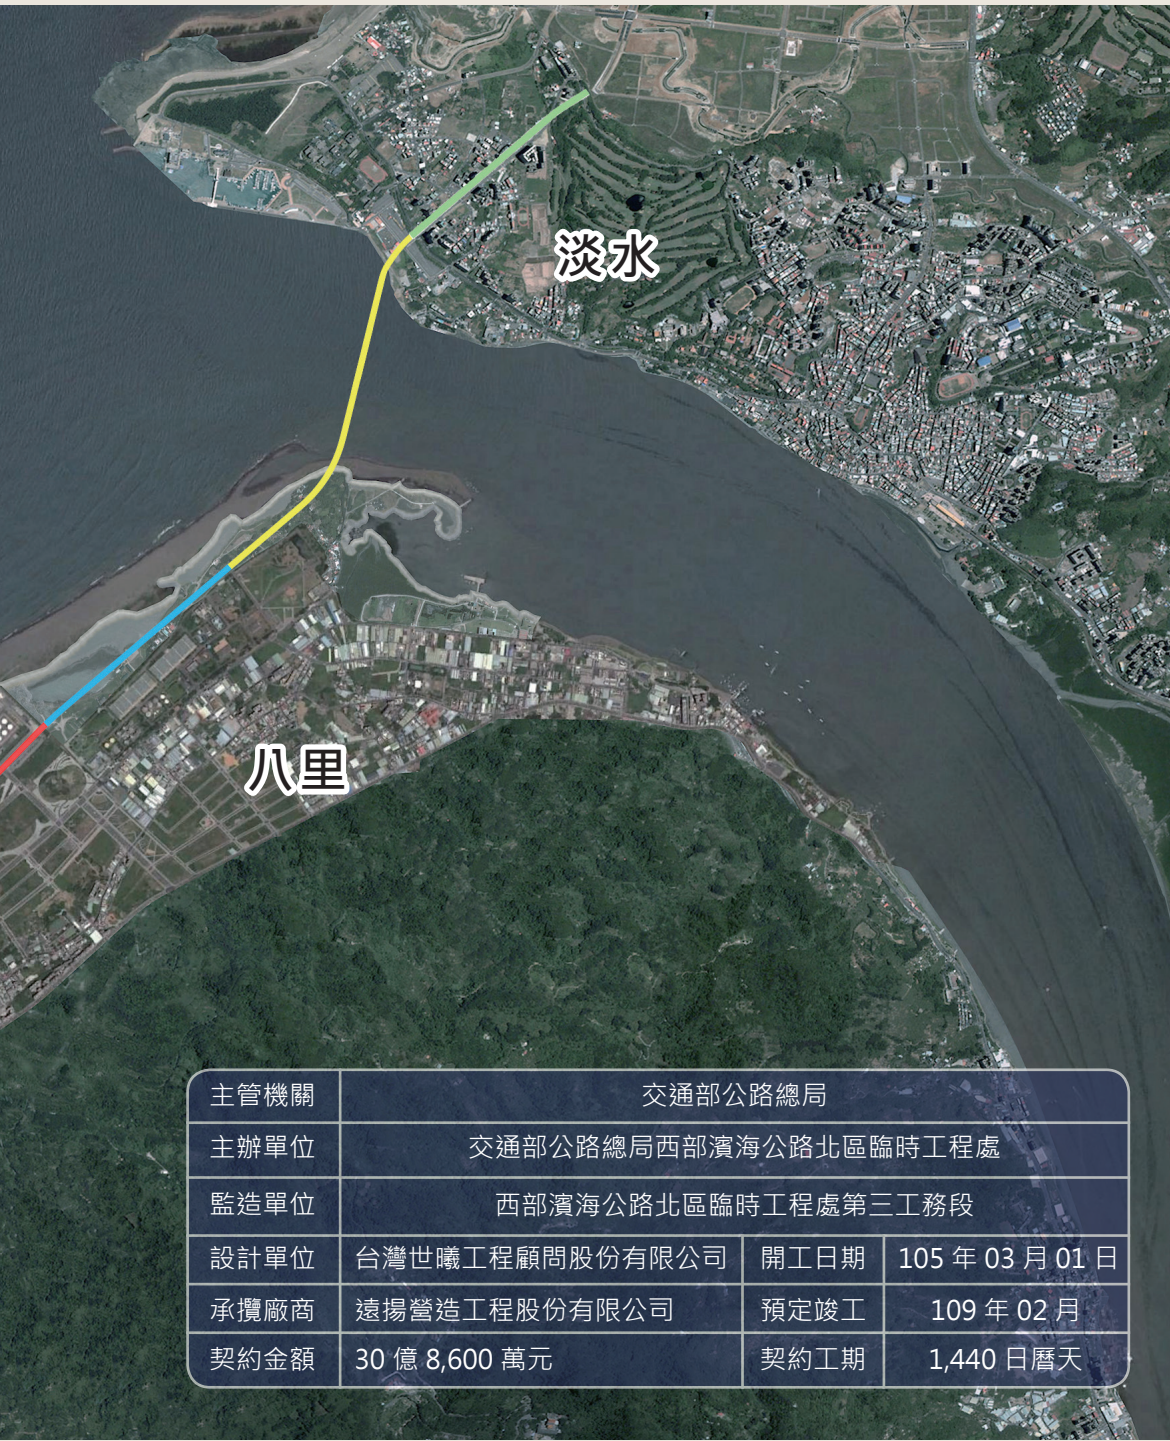 淡水
八里
主管機關 交通部公路總局
主辦單位 交通部公路總局西部濱海公路北區臨時工程處
監造單位 西部濱海公路北區臨時工程處第三工務段
設計單位 台灣世曦工程顧問股份有限公司 開工日期 105 年 03 月 01 日
承攬廠商 遠揚營造工程股份有限公司 預定竣工 109 年 02 月
契約金額 30 億 8,600 萬元 契約工期 1,440 日曆天